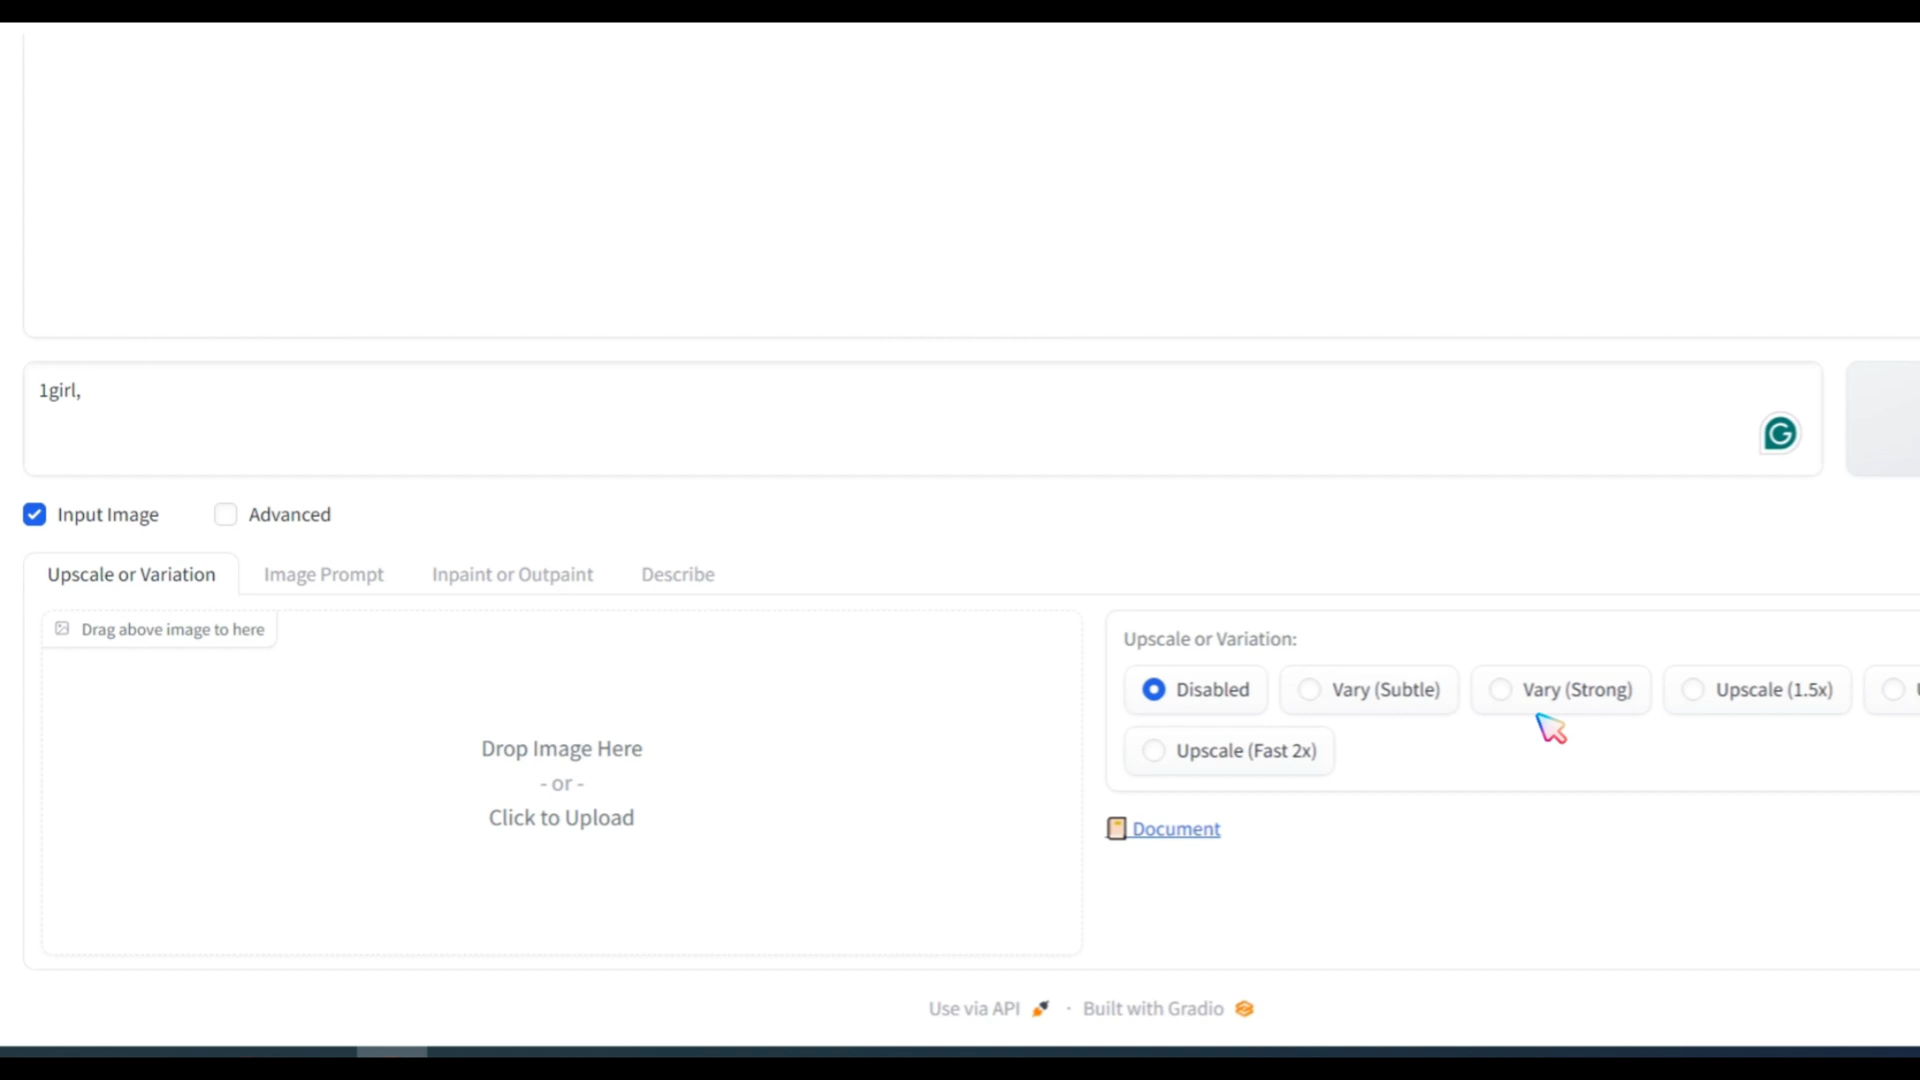 1girl,
Input Image
Advanced
Upscale or Variation
Image Prompt
Inpaint or Outpaint
Describe
Drag above image to here
Drop Image Here
- or -
Click to Upload
Upscale or Variation:
Disabled
Vary (Subtle)
Vary (Strong)
Upscale (1.5x)
Upscale (Fast 2x)
Document
Use via API
· Built with Gradio